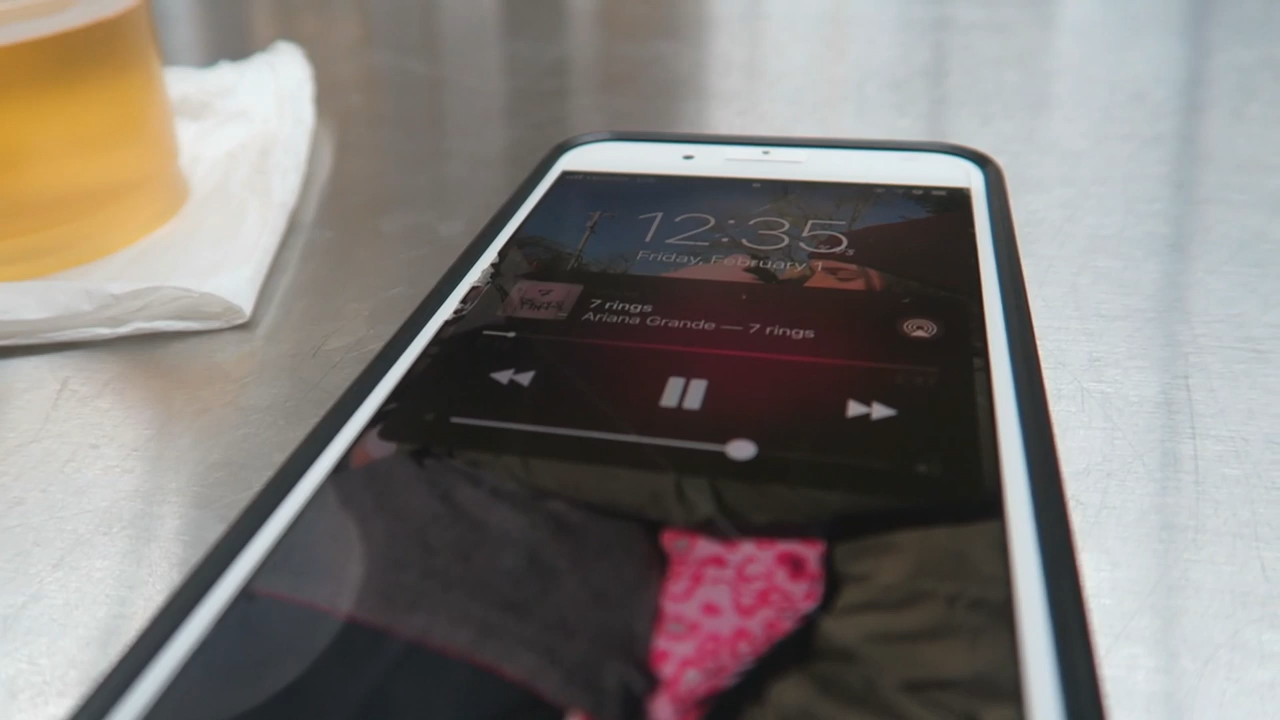 12:35
Friday, February 1
7 rings
Ariana Grande — 7 rings